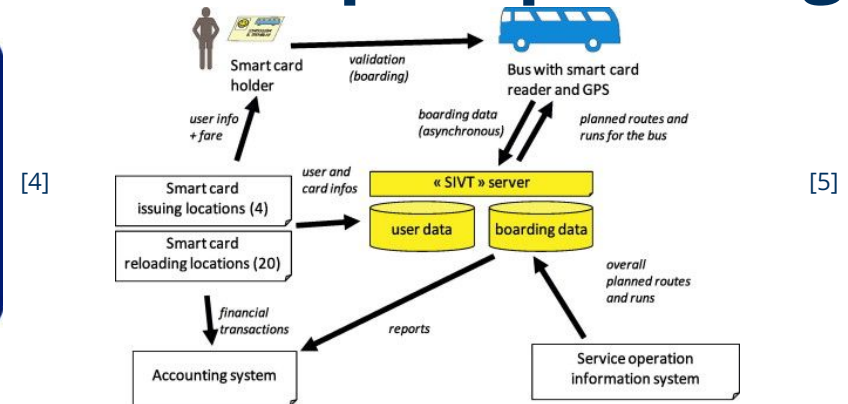 Smart card
holder
validation
(boarding)
Bus with smart card
reader and GPS
user info
+ fare
boarding data
(asynchronous)
planned routes and
runs for the bus
[4]
[5]
Smart card
issuing locations (4)
user and
card infos
« SIVT » server
user data
boarding data
Smart card
reloading locations (20)
overall
planned routes
and runs
financial
transactions
reports
Accounting system
Service operation
information system